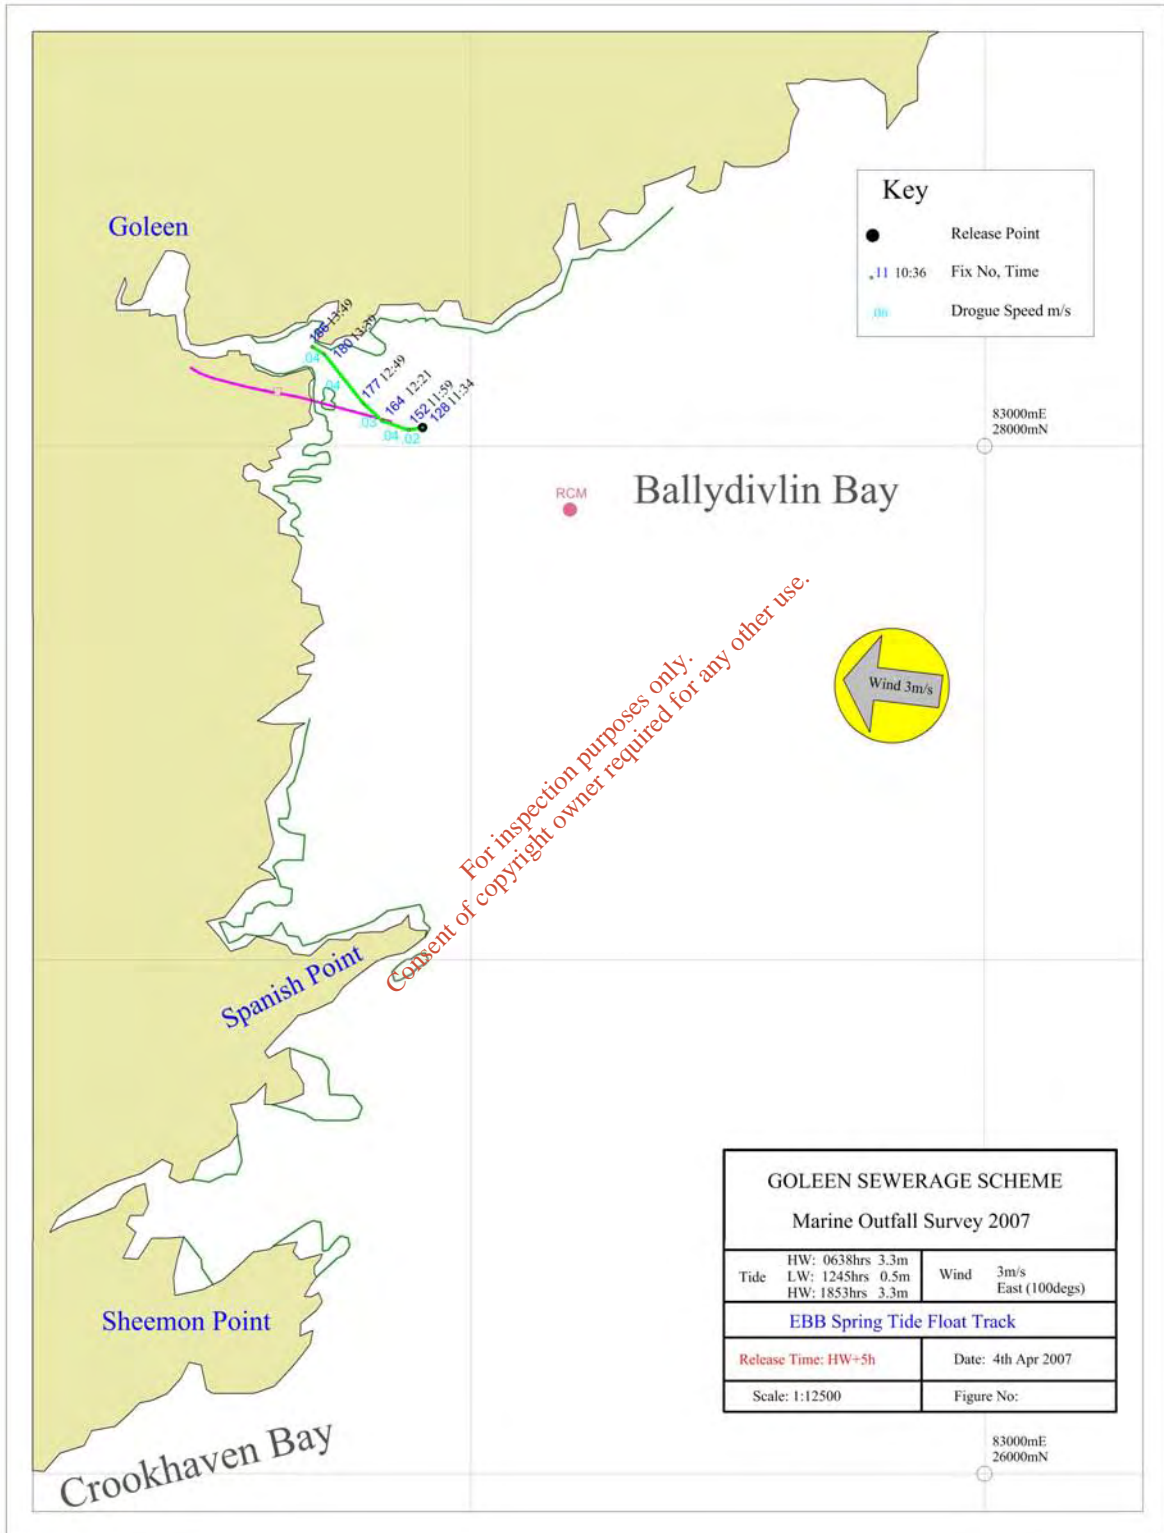 Goleen
Key
Release Point
.11 10:36 Fix No, Time
.08 Drogue Speed m/s
186 13:49
180 13:39
177 12:49
164 12:21
152 11:59
128 11:34
.04
.04
.03
.04
.02
83000mE
28000mN
RCM
Ballydivlin Bay
Wind 3m/s
For inspection purposes only.
Consent of copyright owner required for any other use.
Spanish Point
Sheemon Point
Crookhaven Bay
GOLEEN SEWERAGE SCHEME
Marine Outfall Survey 2007
Tide
HW: 0638hrs 3.3m
LW: 1245hrs 0.5m
HW: 1853hrs 3.3m
Wind
3m/s
East (100degs)
EBB Spring Tide Float Track
Release Time: HW+5h
Date: 4th Apr 2007
Scale: 1:12500
Figure No:
83000mE
26000mN